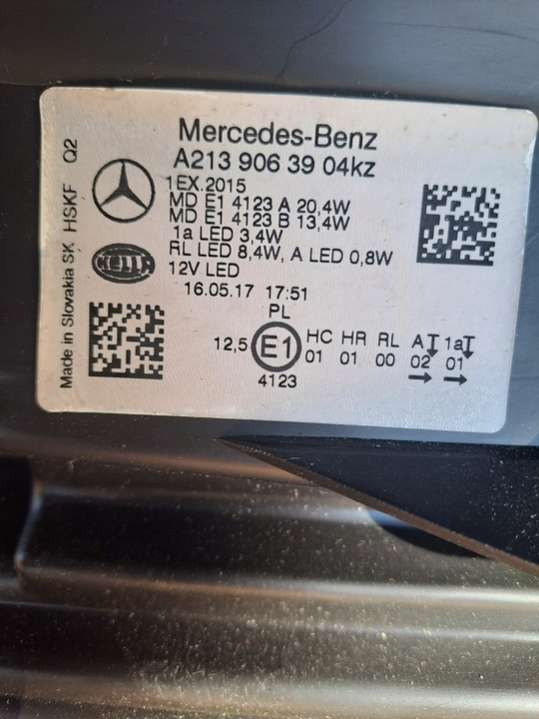 Mercedes-Benz
A213 906 39 04kz
1EX.2015
MD E1 4123 A 20,4W
MD E1 4123 B 13,4W
1a LED 3,4W
RL LED 8,4W, A LED 0,8W
12V LED
16.05.17 17:51
PL
12,5 E1 HC HR RL A 1a
01 01 00 02 01
4123
HELLA
Made in Slovakia SK HSKF Q2